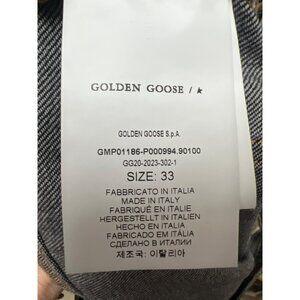 GOLDEN GOOSE / ★
GOLDEN GOOSE S.p.A.
GMP01186-P000994.90100
GG20-2023-302-1
SIZE: 33
FABBRICATO IN ITALIA
MADE IN ITALY
FABRIQUÉ EN ITALIE
HERGESTELLT IN ITALIEN
HECHO EN ITALIA
FABRICADO EM ITÁLIA
СДЕЛАНО В ИТАЛИИ
제조국: 이탈리아